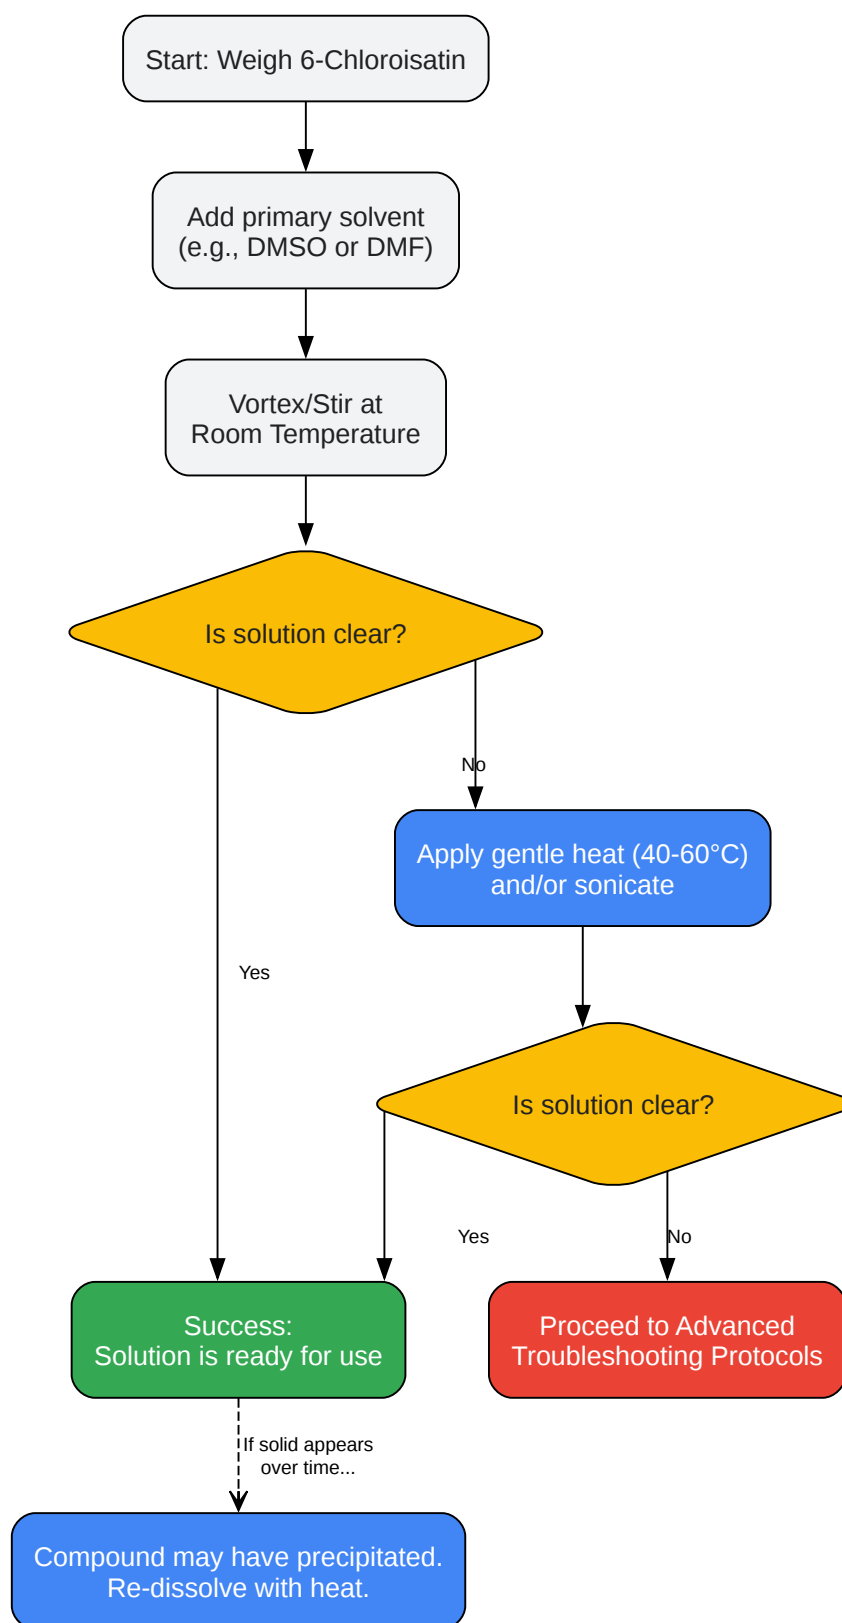 Start: Weigh 6-Chloroisatin
Add primary solvent
(e.g., DMSO or DMF)
Vortex/Stir at
Room Temperature
Is solution clear?
No
Apply gentle heat (40-60°C)
and/or sonicate
Yes
Is solution clear?
Yes
No
Success:
Solution is ready for use
Proceed to Advanced
Troubleshooting Protocols
If solid appears
over time...
Compound may have precipitated.
Re-dissolve with heat.